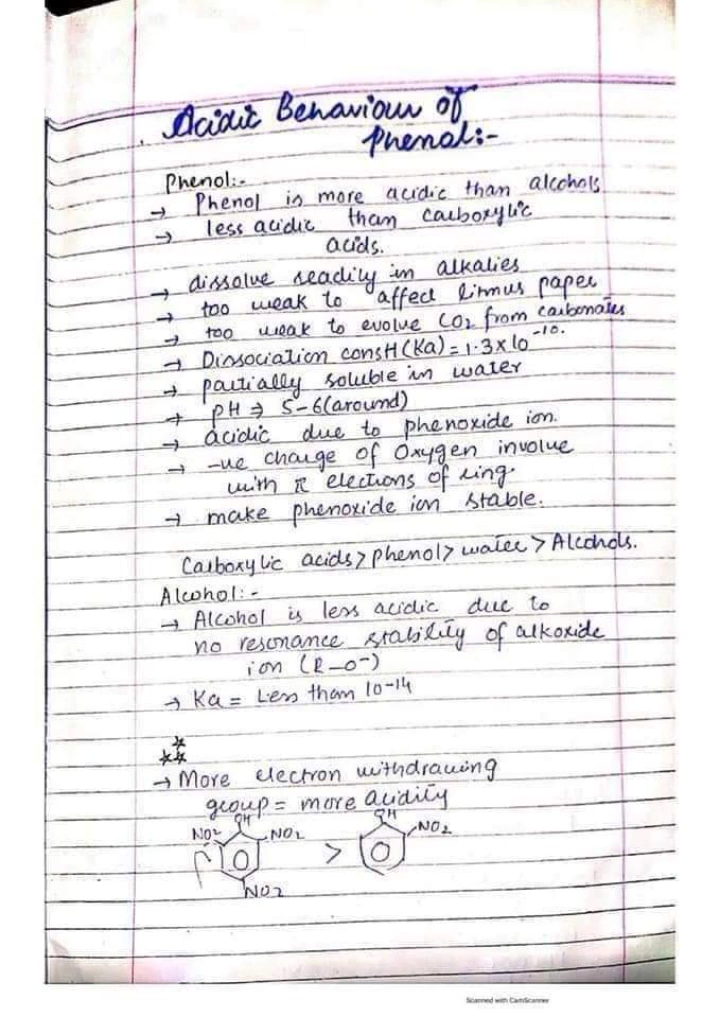 Acidic Behaviour of
Phenol:-
Phenol:-
→ Phenol is more acidic than alcohols
→ less acidic than carboxylic
acids.
→ dissolve readily in alkalies
→ too weak to affect litmus paper
→ too weak to evolve CO2 from carbonates
→ Dissociation constt (Ka) = 1.3 x 10^-10.
→ partially soluble in water
→ pH ⇒ 5-6 (around)
→ acidic due to phenoxide ion.
→ -ve charge of Oxygen involve
with π electrons of ring.
→ make phenoxide ion stable.
Carboxylic acids > phenol > water > Alcohols.
Alcohol:-
→ Alcohol is less acidic due to
no resonance stability of alkoxide
ion (R-O⁻)
→ Ka = Less than 10-14
→ More electron withdrawing
group = more acidity
OH OH
NO2 NO2 > NO2
NO2
Scanned with CamScanner